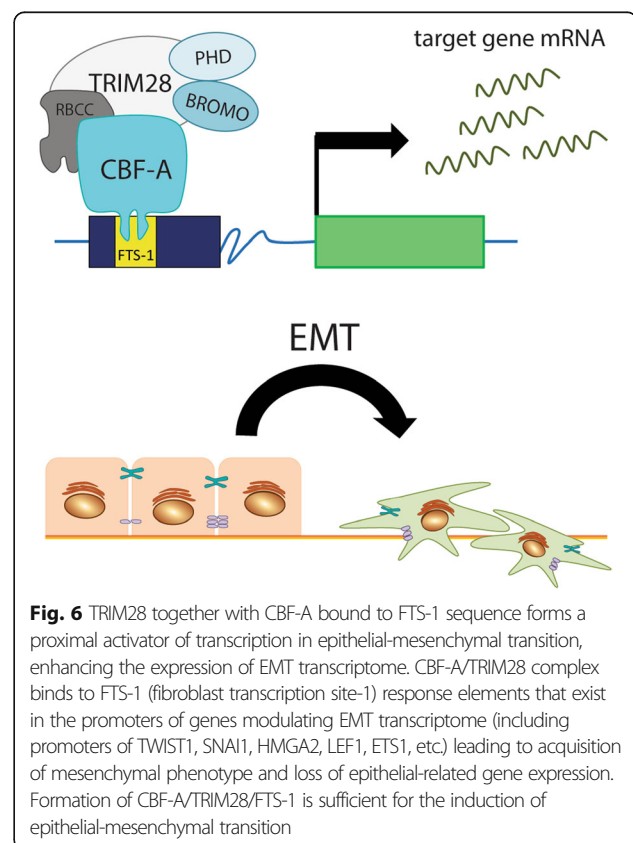 target gene mRNA
PHD
TRIM28
RBCC
BROMO
CBF-A
FTS-1
EMT
Fig. 6 TRIM28 together with CBF-A bound to FTS-1 sequence forms a
proximal activator of transcription in epithelial-mesenchymal transition,
enhancing the expression of EMT transcriptome. CBF-A/TRIM28 complex
binds to FTS-1 (fibroblast transcription site-1) response elements that exist
in the promoters of genes modulating EMT transcriptome (including
promoters of TWIST1, SNAI1, HMGA2, LEF1, ETS1, etc.) leading to acquisition
of mesenchymal phenotype and loss of epithelial-related gene expression.
Formation of CBF-A/TRIM28/FTS-1 is sufficient for the induction of
epithelial-mesenchymal transition